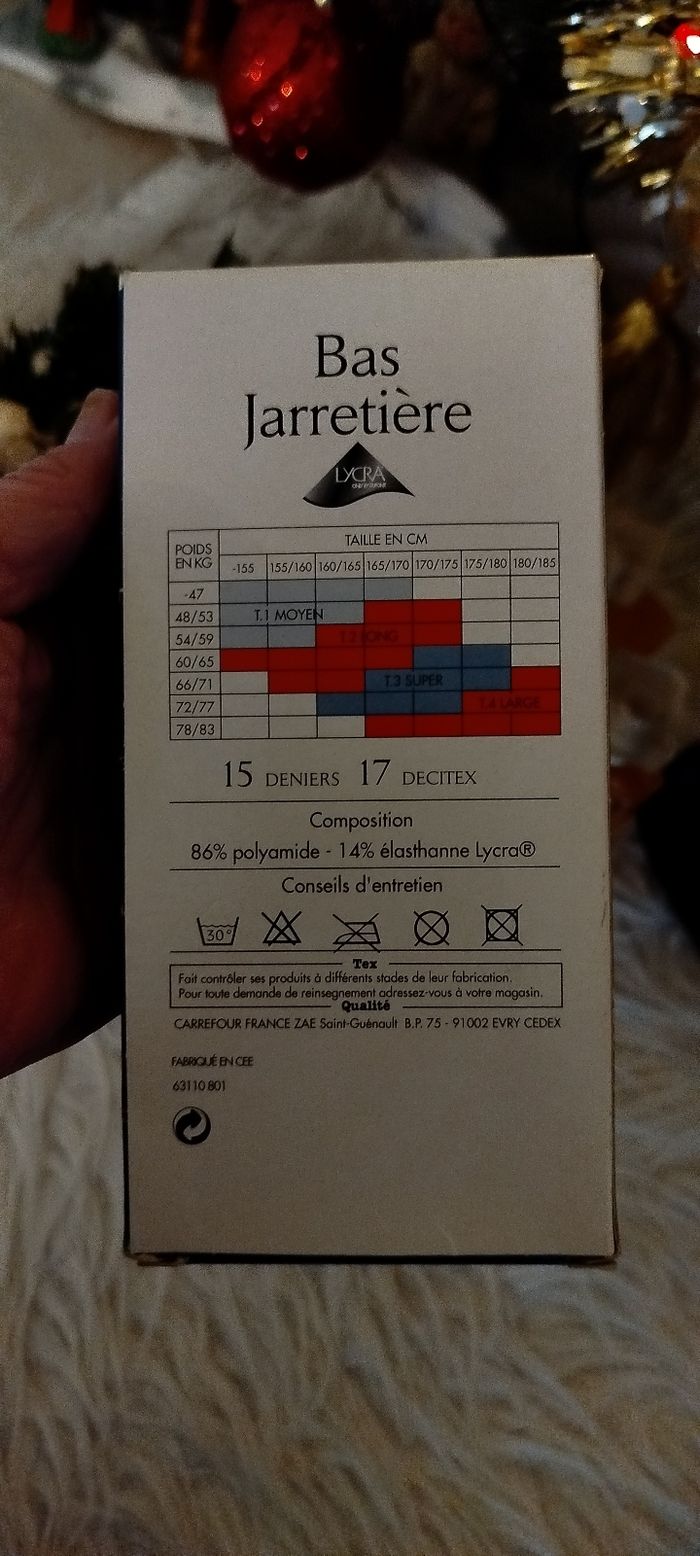 Bas
Jarretière
LYCRA
POIDS
EN KG
TAILLE EN CM
-155 155/160 160/165 165/170 170/175 175/180 180/185
-47
48/53 T.1 MOYEN
54/59 T.2 LONG
60/65
66/71 T.3 SUPER
72/77 T.4 LARGE
78/83
15 DENIERS 17 DECITEX
Composition
86% polyamide - 14% élasthanne Lycra®
Conseils d'entretien
30°
Tex
Fait contrôler ses produits à différents stades de leur fabrication.
Pour toute demande de reinsegnement adressez-vous à votre magasin.
Qualité
CARREFOUR FRANCE ZAE Saint-Guénault B.P. 75 - 91002 EVRY CEDEX
FABRIQUÉ EN CEE
63110 801